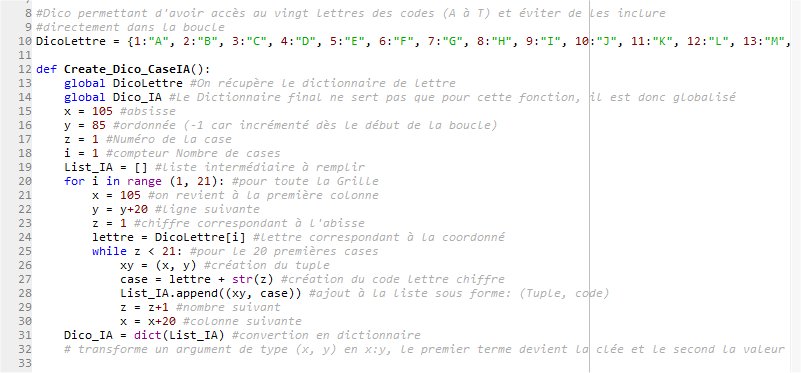 8 #Dico permettant d'avoir accès au vingt lettres des codes (A à T) et éviter de les inclure
9 #directement dans la boucle
10 DicoLettre = {1:"A", 2:"B", 3:"C", 4:"D", 5:"E", 6:"F", 7:"G", 8:"H", 9:"I", 10:"J", 11:"K", 12:"L", 13:"M",
11
12 def Create_Dico_CaseIA():
13     global DicoLettre #On récupère le dictionnaire de lettre
14     global Dico_IA #Le Dictionnaire final ne sert pas que pour cette fonction, il est donc globalisé
15     x = 105 #absisse
16     y = 85 #ordonnée (-1 car incrémenté dès le début de la boucle)
17     z = 1 #Numéro de la case
18     i = 1 #compteur Nombre de cases
19     List_IA = [] #liste intermédiaire à remplir
20     for i in range (1, 21): #pour toute la Grille
21         x = 105 #on revient à la première colonne
22         y = y+20 #ligne suivante
23         z = 1 #chiffre correspondant à l'abisse
24         lettre = DicoLettre[i] #lettre correspondant à la coordonné
25         while z < 21: #pour le 20 premières cases
26             xy = (x, y) #création du tuple
27             case = lettre + str(z) #création du code lettre chiffre
28             List_IA.append((xy, case)) #ajout à la liste sous forme: (Tuple, code)
29             z = z+1 #nombre suivant
30             x = x+20 #colonne suivante
31     Dico_IA = dict(List_IA) #convertion en dictionnaire
32     # transforme un argument de type (x, y) en x:y, le premier terme devient la clée et le second la valeur
33